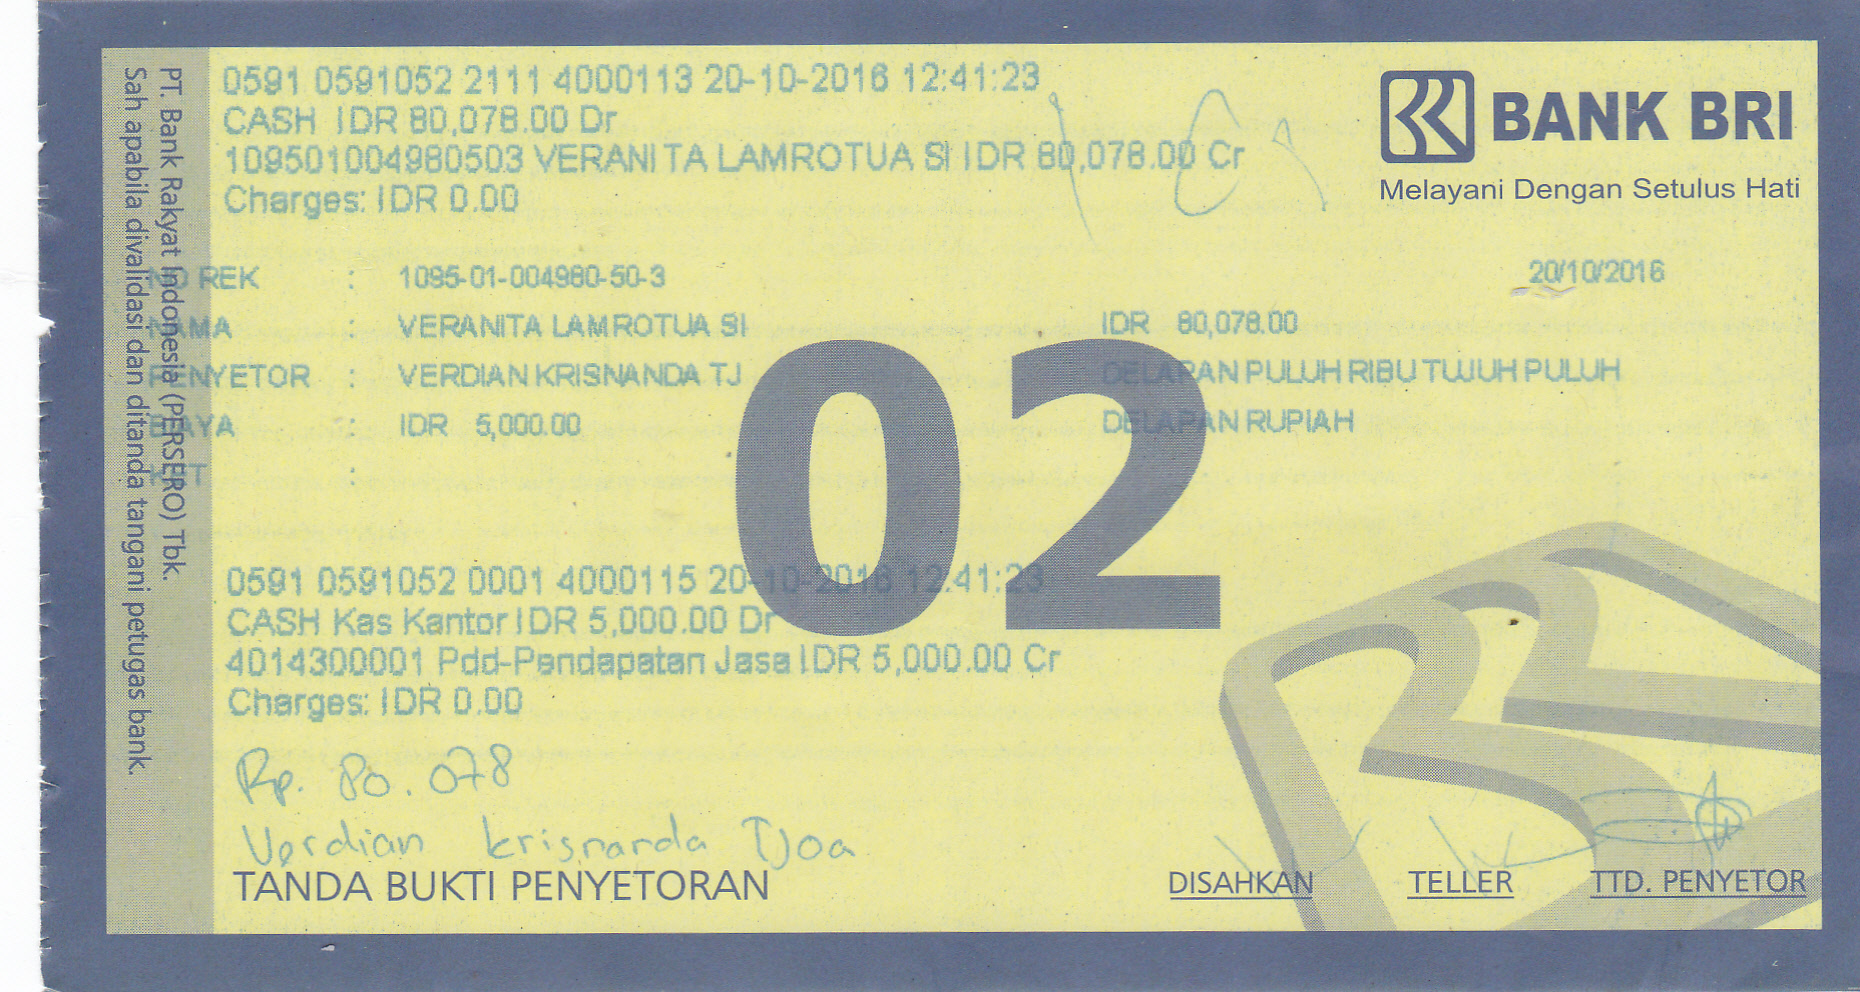 0591 0591052 2111 4000113 20-10-2016 12:41:23
CASH IDR 80,078.00 Dr
109501004980503 VERANITA LAMROTUA SI IDR 80,078.00 Cr
Charges: IDR 0.00
BANK BRI
Melayani Dengan Setulus Hati
PT. Bank Rakyat Indonesia (PERSERO) Tbk.
Sah apabila divalidasi dan ditanda tangani petugas bank.
20/10/2016
NO REK : 1095-01-004980-50-3
NAMA : VERANITA LAMROTUA SI IDR 80,078.00
PENYETOR : VERDIAN KRISNANDA TJ DELAPAN PULUH RIBU TUJUH PULUH
BIAYA : IDR 5,000.00 DELAPAN RUPIAH
KET :
02
0591 0591052 0001 4000115 20-10-2016 12:41:23
CASH Kas Kantor IDR 5,000.00 Dr
4014300001 Pdd-Pendapatan Jasa IDR 5,000.00 Cr
Charges: IDR 0.00
Rp. 80.078
Verdian krisnanda Tjoa
TANDA BUKTI PENYETORAN
DISAHKAN TELLER TTD. PENYETOR